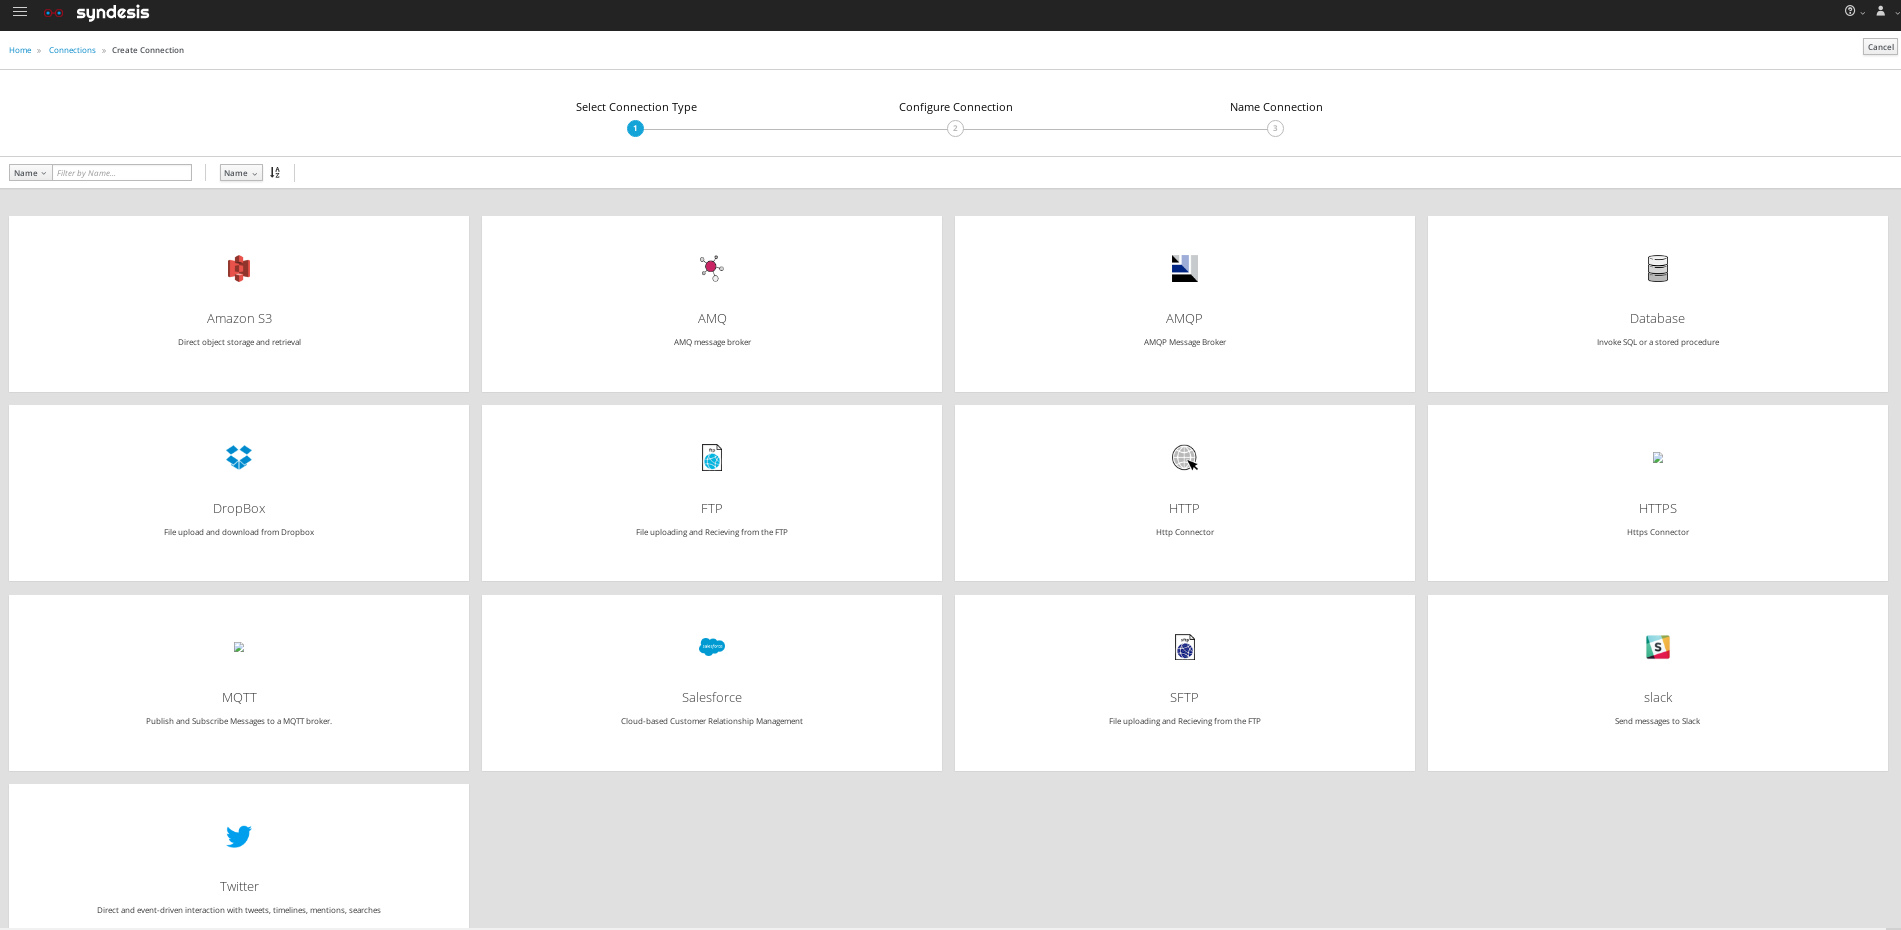 syndesis
Home » Connections » Create Connection
Cancel
Select Connection Type
Configure Connection
Name Connection
1
2
3
Name
Filter by Name...
Name
Amazon S3
Direct object storage and retrieval
AMQ
AMQ message broker
AMQP
AMQP Message Broker
Database
Invoke SQL or a stored procedure
DropBox
File upload and download from Dropbox
ftp
FTP
File uploading and Recieving from the FTP
HTTP
Http Connector
HTTPS
Https Connector
MQTT
Publish and Subscribe Messages to a MQTT broker.
salesforce
Salesforce
Cloud-based Customer Relationship Management
sftp
SFTP
File uploading and Recieving from the FTP
S
slack
Send messages to Slack
Twitter
Direct and event-driven interaction with tweets, timelines, mentions, searches